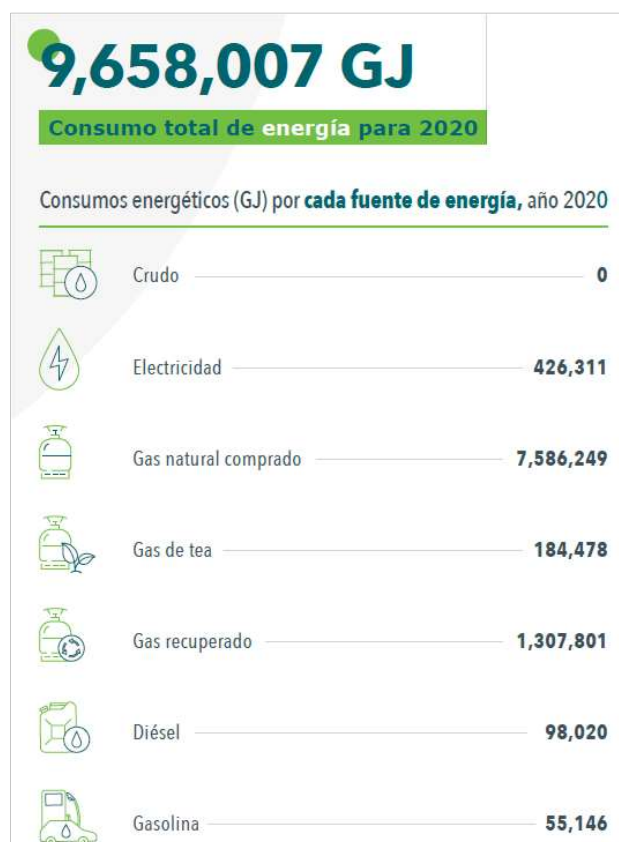 9,658,007 GJ
Consumo total de energía para 2020
Consumos energéticos (GJ) por cada fuente de energía, año 2020
Crudo 0
Electricidad 426,311
Gas natural comprado 7,586,249
Gas de tea 184,478
Gas recuperado 1,307,801
Diésel 98,020
Gasolina 55,146